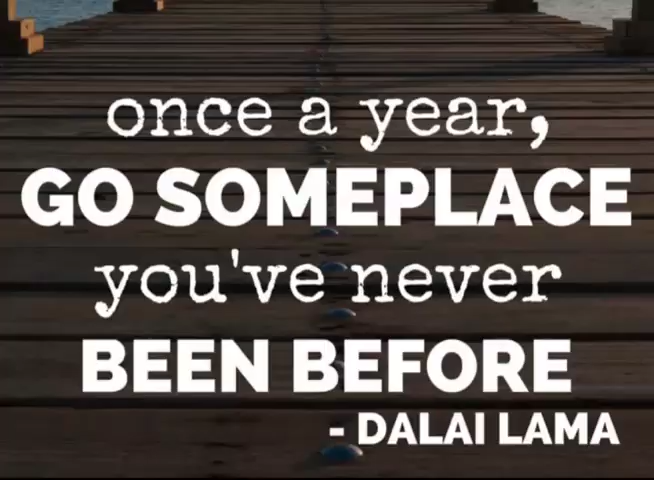 once a year,
GO SOMEPLACE
you've never
BEEN BEFORE
- DALAI LAMA